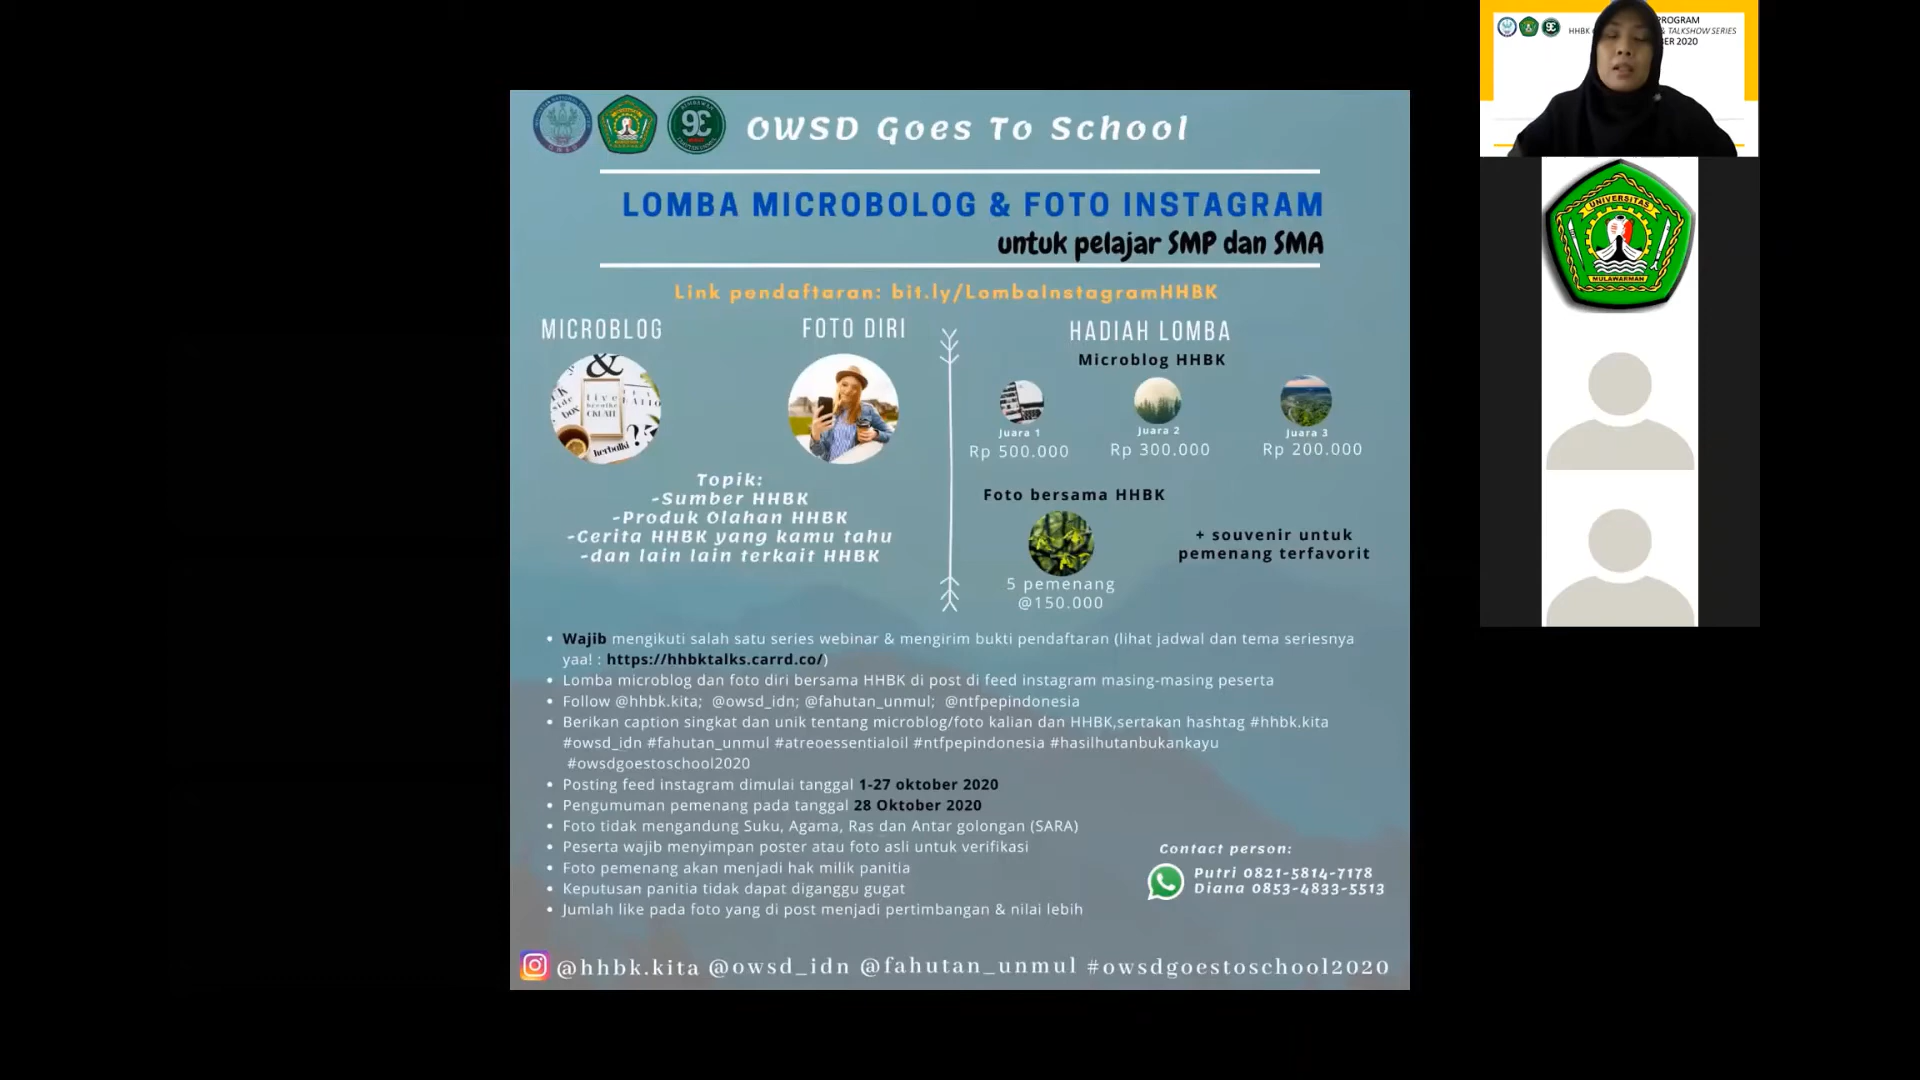 OWSD Goes To School
LOMBA MICROBOLOG & FOTO INSTAGRAM
untuk pelajar SMP dan SMA
Link pendaftaran: bit.ly/LombaInstagramHHBK
MICROBLOG
FOTO DIRI
Topik:
-Sumber HHBK
-Produk Olahan HHBK
-Cerita HHBK yang kamu tahu
-dan lain lain terkait HHBK
HADIAH LOMBA
Microblog HHBK
Juara 1
Rp 500.000
Juara 2
Rp 300.000
Juara 3
Rp 200.000
Foto bersama HHBK
5 pemenang
@150.000
+ souvenir untuk
pemenang terfavorit
• Wajib mengikuti salah satu series webinar & mengirim bukti pendaftaran (lihat jadwal dan tema seriesnya
yaa! : https://hhbktalks.carrd.co/)
• Lomba microblog dan foto diri bersama HHBK di post di feed instagram masing-masing peserta
• Follow @hhbk.kita; @owsd_idn; @fahutan_unmul; @ntfpepindonesia
• Berikan caption singkat dan unik tentang microblog/foto kalian dan HHBK,sertakan hashtag #hhbk.kita
#owsd_idn #fahutan_unmul #atreoessentialoil #ntfpepindonesia #hasilhutanbukankayu
#owsdgoestoschool2020
• Posting feed instagram dimulai tanggal 1-27 oktober 2020
• Pengumuman pemenang pada tanggal 28 Oktober 2020
• Foto tidak mengandung Suku, Agama, Ras dan Antar golongan (SARA)
• Peserta wajib menyimpan poster atau foto asli untuk verifikasi
• Foto pemenang akan menjadi hak milik panitia
• Keputusan panitia tidak dapat diganggu gugat
• Jumlah like pada foto yang di post menjadi pertimbangan & nilai lebih
Contact person:
Putri 0821-5814-7178
Diana 0853-4833-5513
@hhbk.kita @owsd_idn @fahutan_unmul #owsdgoestoschool2020
PROGRAM
HHBK & TALKSHOW SERIES
2020
UNIVERSITAS
MULAWARMAN